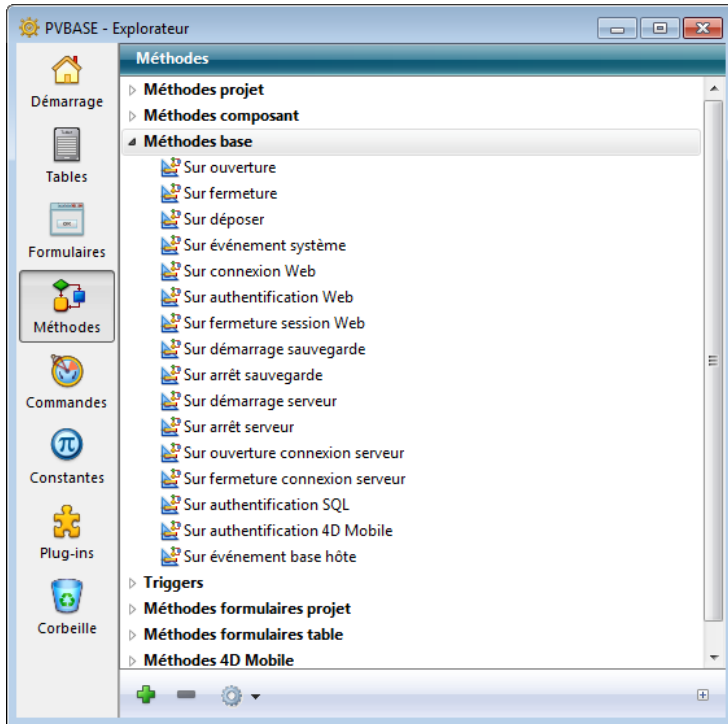 PVBASE - Explorateur
Démarrage
Tables
Formulaires
Méthodes
Commandes
Constantes
Plug-ins
Corbeille
Méthodes
Méthodes projet
Méthodes composant
Méthodes base
Sur ouverture
Sur fermeture
Sur déposer
Sur événement système
Sur connexion Web
Sur authentification Web
Sur fermeture session Web
Sur démarrage sauvegarde
Sur arrêt sauvegarde
Sur démarrage serveur
Sur arrêt serveur
Sur ouverture connexion serveur
Sur fermeture connexion serveur
Sur authentification SQL
Sur authentification 4D Mobile
Sur événement base hôte
Triggers
Méthodes formulaires projet
Méthodes formulaires table
Méthodes 4D Mobile